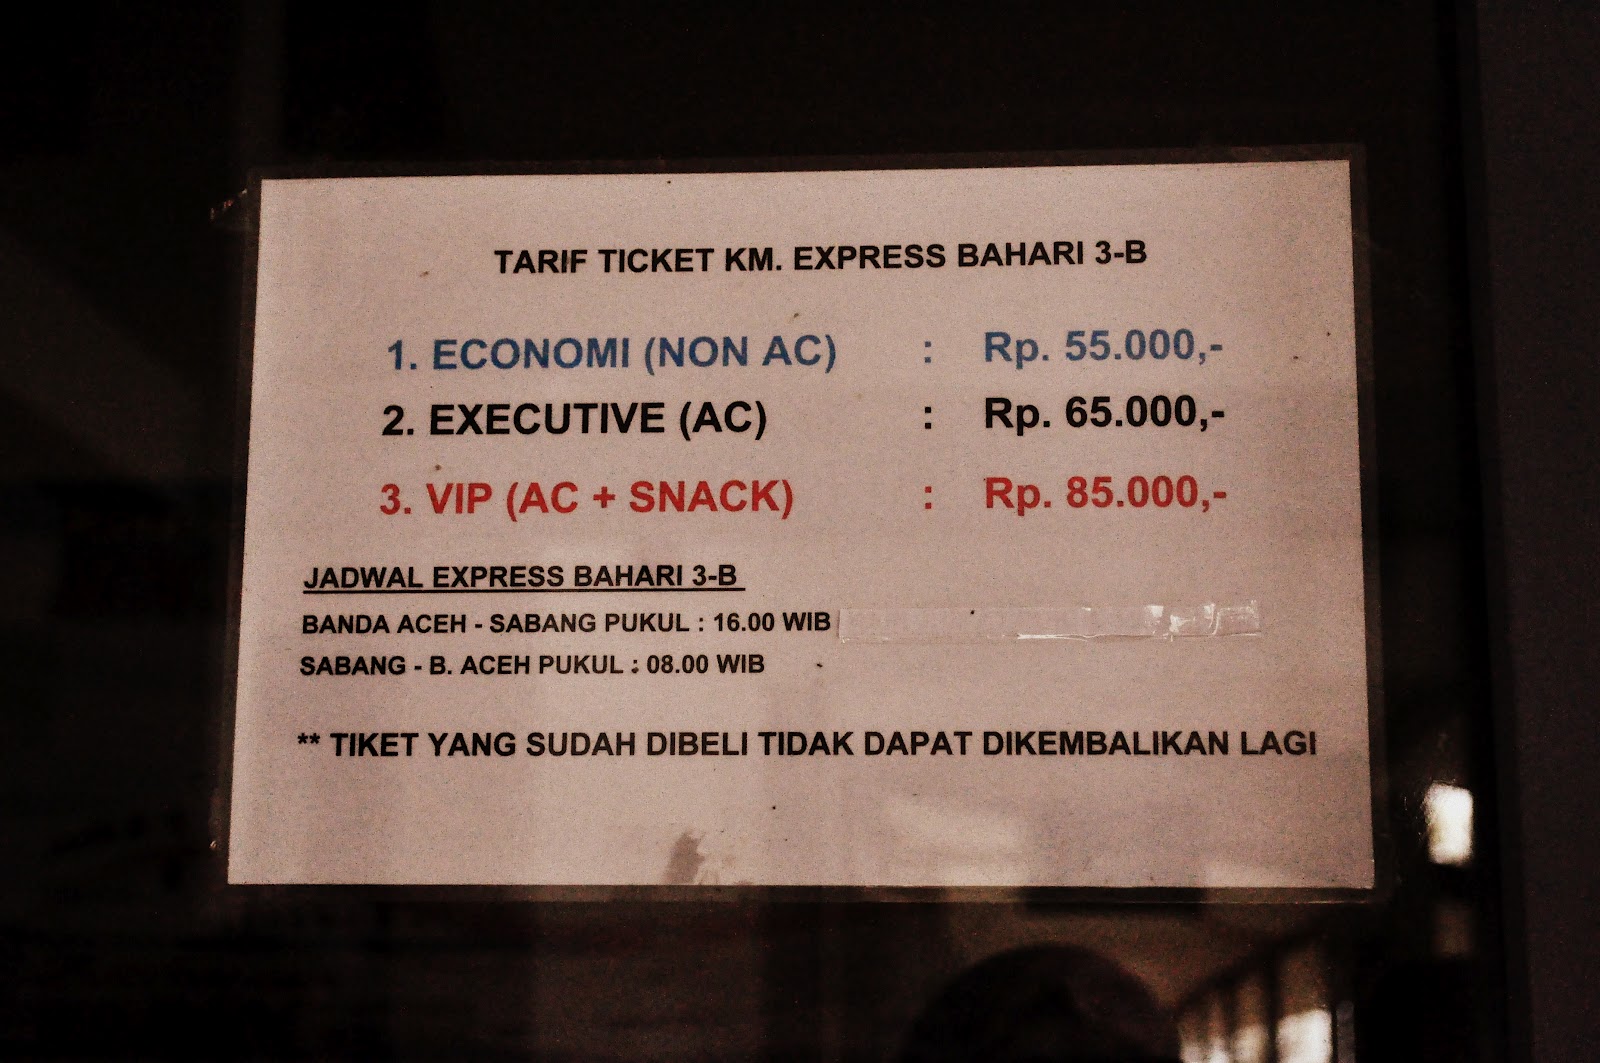 TARIF TICKET KM. EXPRESS BAHARI 3-B
1. ECONOMI (NON AC) : Rp. 55.000,-
2. EXECUTIVE (AC) : Rp. 65.000,-
3. VIP (AC + SNACK) : Rp. 85.000,-
JADWAL EXPRESS BAHARI 3-B
BANDA ACEH - SABANG PUKUL : 16.00 WIB
SABANG - B. ACEH PUKUL : 08.00 WIB
** TIKET YANG SUDAH DIBELI TIDAK DAPAT DIKEMBALIKAN LAGI